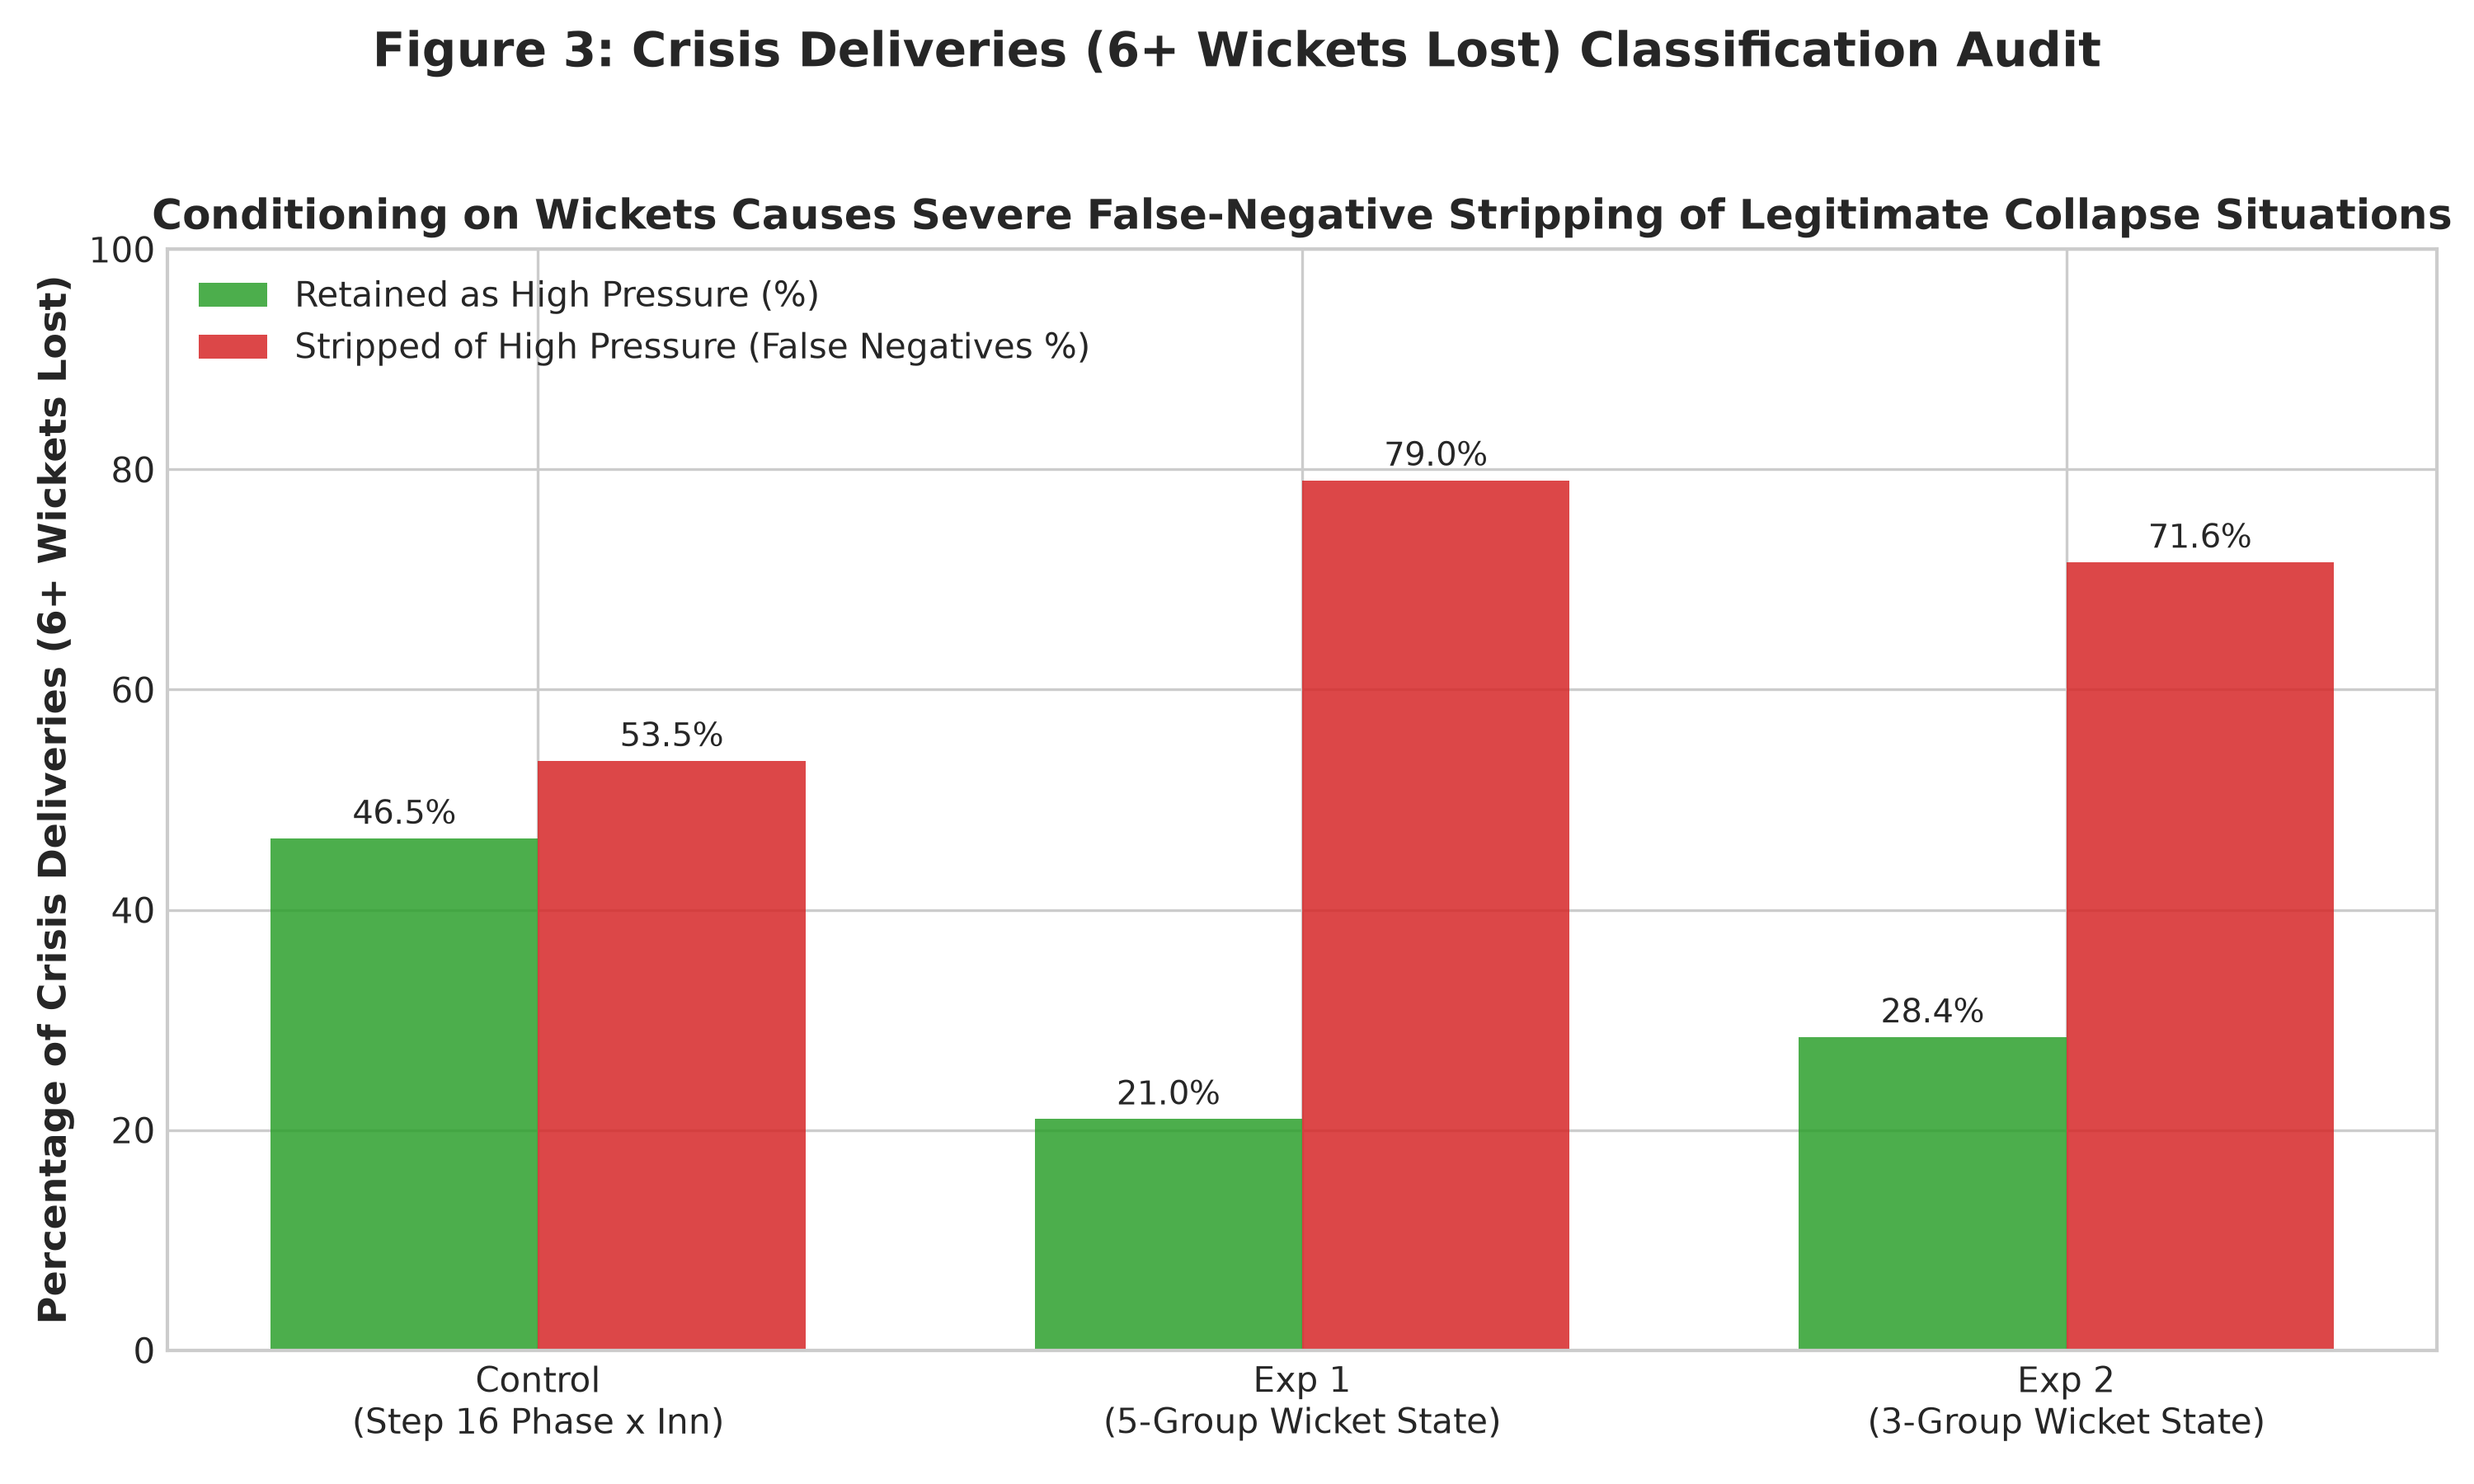 Figure 3: Crisis Deliveries (6+ Wickets Lost) Classification Audit
Conditioning on Wickets Causes Severe False-Negative Stripping of Legitimate Collapse Situations
Percentage of Crisis Deliveries (6+ Wickets Lost)
100
80
60
40
20
0
Retained as High Pressure (%)
Stripped of High Pressure (False Negatives %)
46.5%
53.5%
21.0%
79.0%
28.4%
71.6%
Control
(Step 16 Phase x Inn)
Exp 1
(5-Group Wicket State)
Exp 2
(3-Group Wicket State)